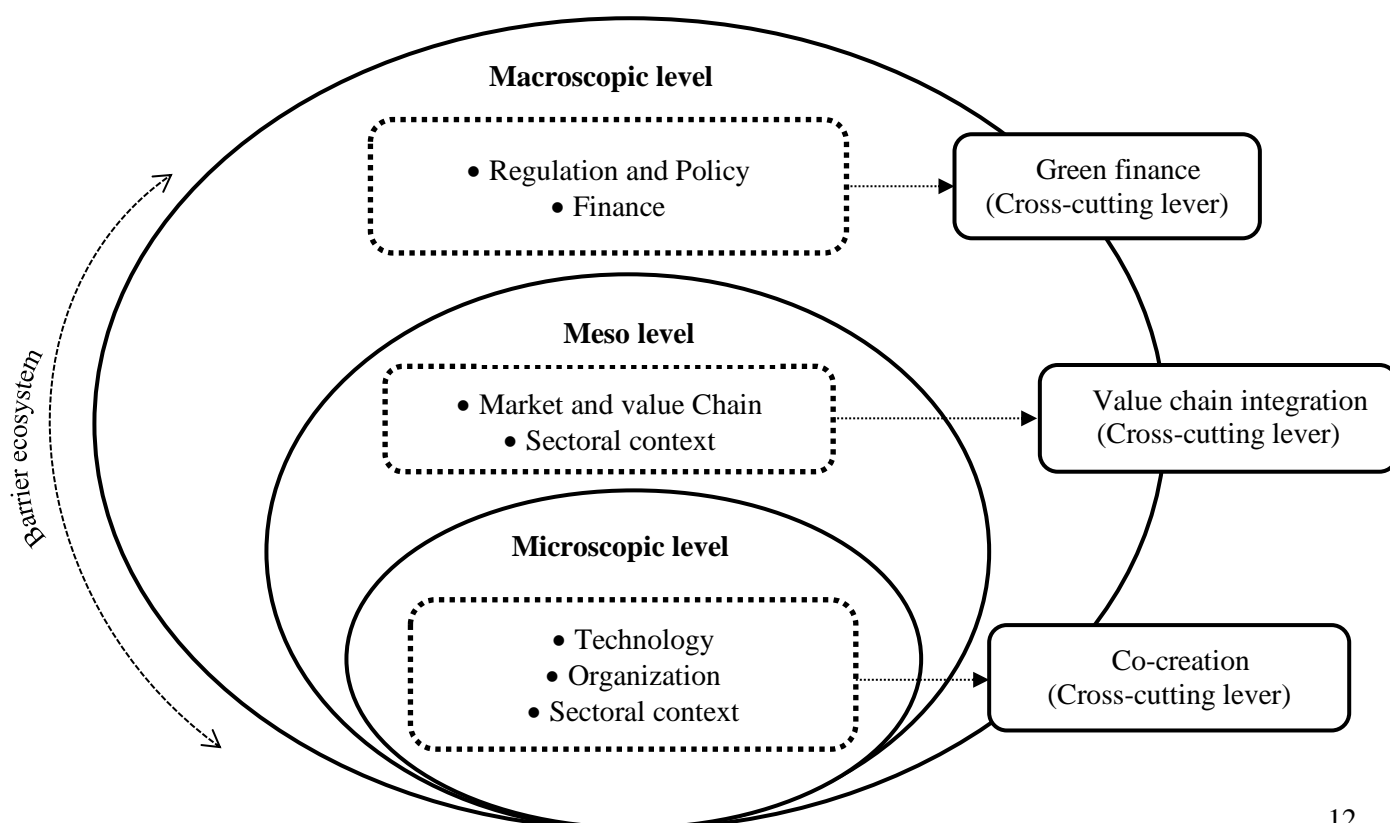 Macroscopic level
• Regulation and Policy
• Finance
Green finance
(Cross-cutting lever)
Barrier ecosystem
Meso level
• Market and value Chain
• Sectoral context
Value chain integration
(Cross-cutting lever)
Microscopic level
• Technology
• Organization
• Sectoral context
Co-creation
(Cross-cutting lever)
12